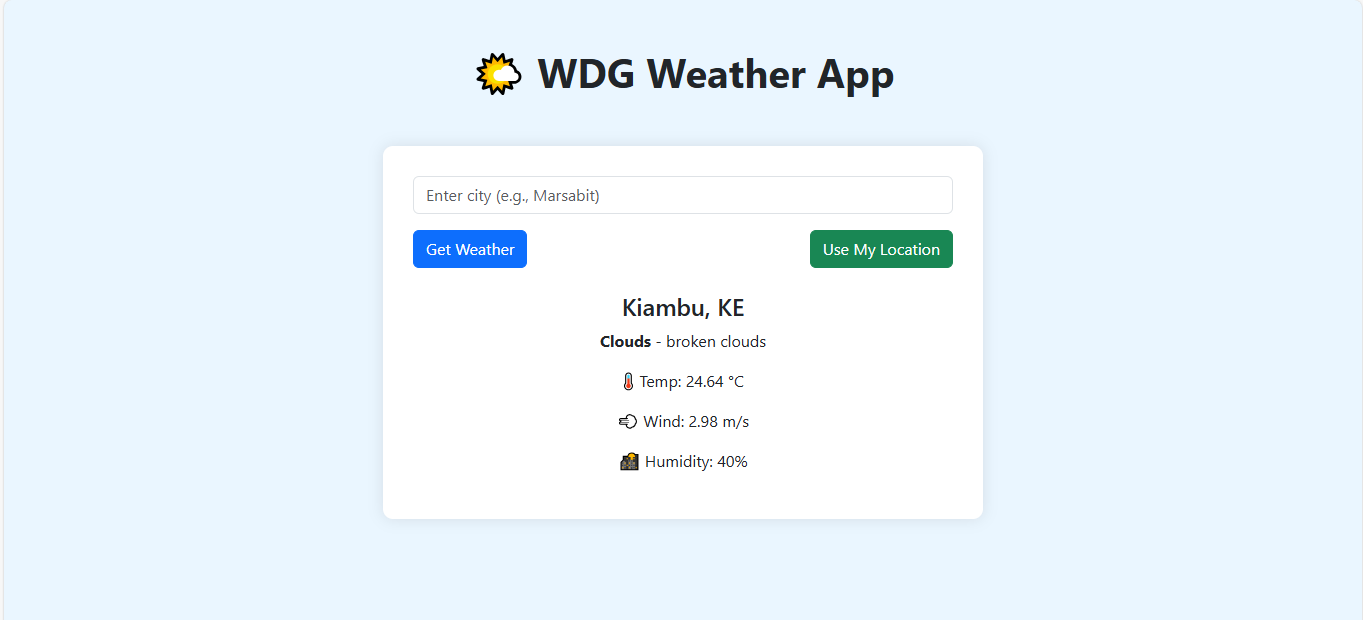 WDG Weather App
Enter city (e.g., Marsabit)
Get Weather
Use My Location
Kiambu, KE
Clouds - broken clouds
Temp: 24.64 °C
Wind: 2.98 m/s
Humidity: 40%